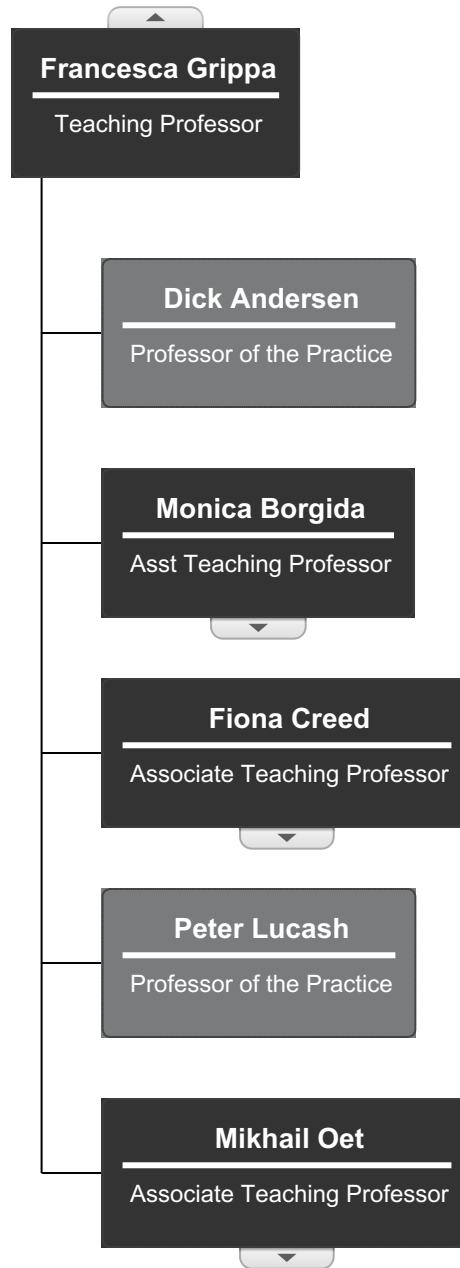 Francesca Grippa
Teaching Professor
Dick Andersen
Professor of the Practice
Monica Borgida
Asst Teaching Professor
Fiona Creed
Associate Teaching Professor
Peter Lucash
Professor of the Practice
Mikhail Oet
Associate Teaching Professor